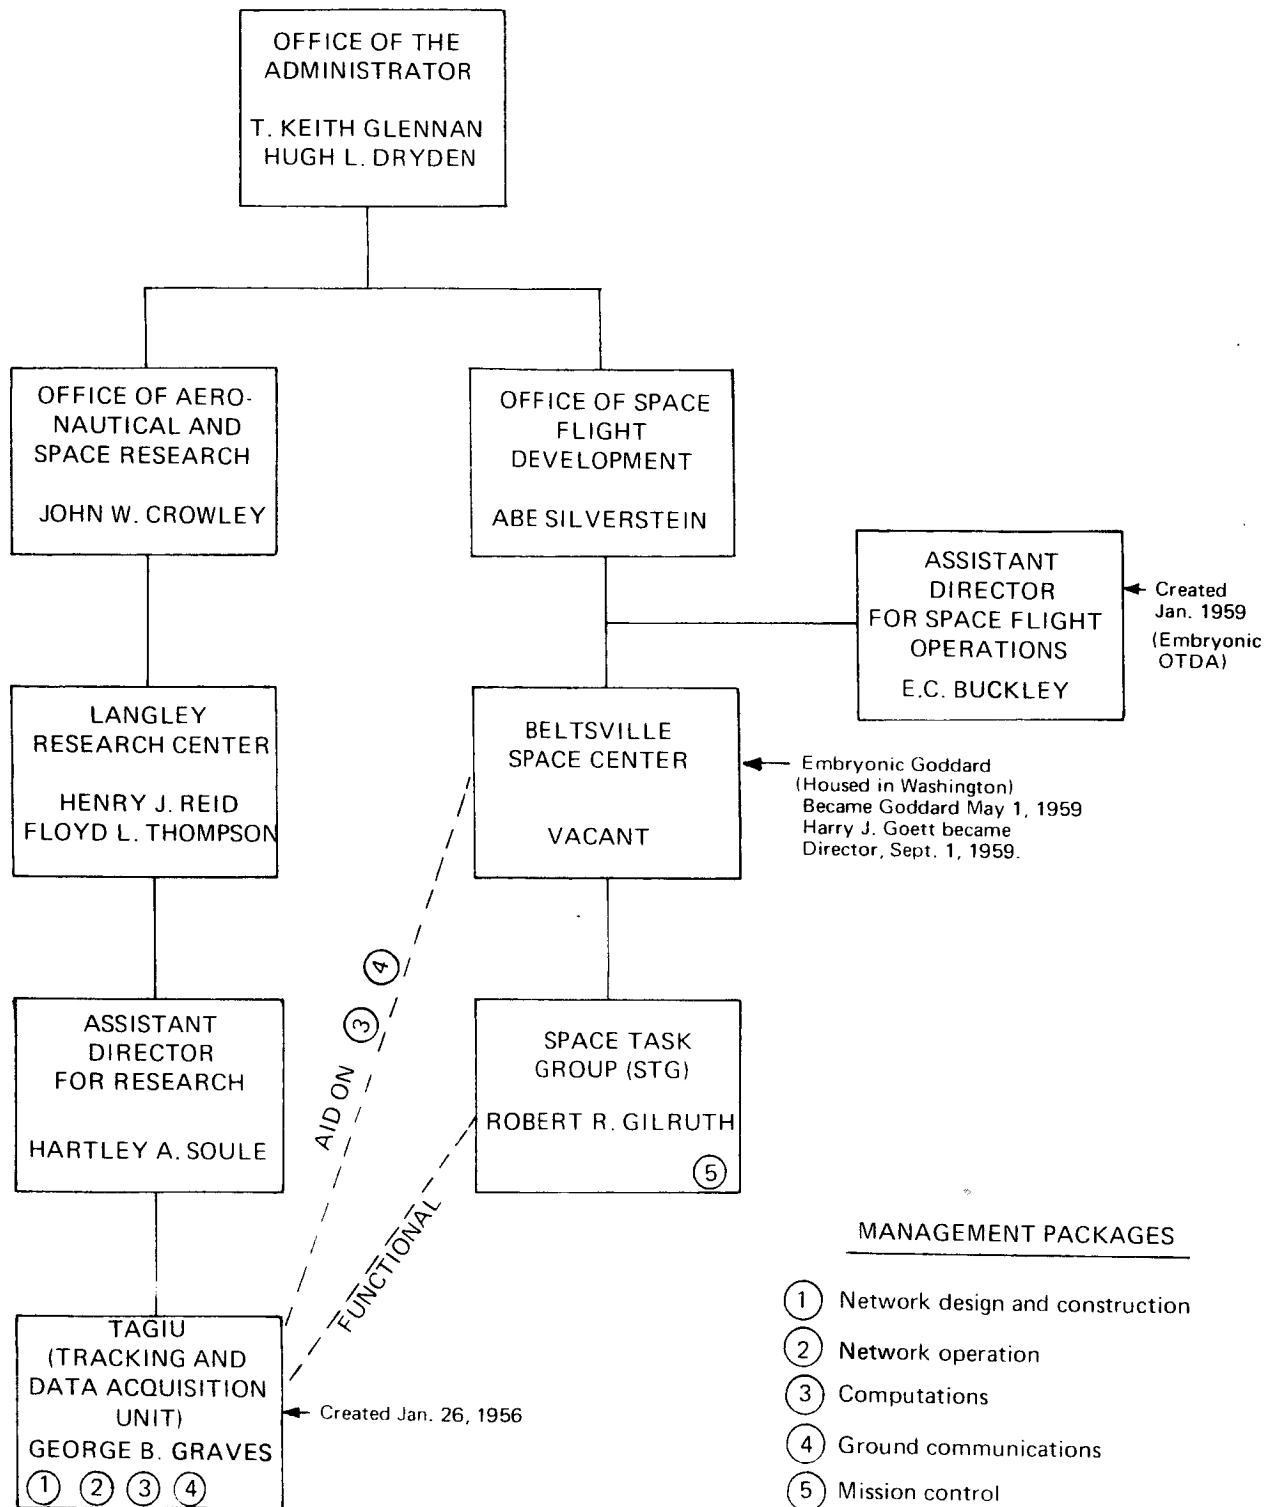 OFFICE OF THE
ADMINISTRATOR
T. KEITH GLENNAN
HUGH L. DRYDEN
OFFICE OF AERO-
NAUTICAL AND
SPACE RESEARCH
JOHN W. CROWLEY
OFFICE OF SPACE
FLIGHT
DEVELOPMENT
ABE SILVERSTEIN
ASSISTANT
DIRECTOR
FOR SPACE FLIGHT
OPERATIONS
E.C. BUCKLEY
Created
Jan. 1959
(Embryonic
OTDA)
LANGLEY
RESEARCH CENTER
HENRY J. REID
FLOYD L. THOMPSON
BELTSVILLE
SPACE CENTER
VACANT
Embryonic Goddard
(Housed in Washington)
Became Goddard May 1, 1959
Harry J. Goett became
Director, Sept. 1, 1959.
ASSISTANT
DIRECTOR
FOR RESEARCH
HARTLEY A. SOULE
AID ON 3 4
SPACE TASK
GROUP (STG)
ROBERT R. GILRUTH
5
FUNCTIONAL
TAGIU
(TRACKING AND
DATA ACQUISITION
UNIT)
GEORGE B. GRAVES
1 2 3 4
Created Jan. 26, 1956
MANAGEMENT PACKAGES
1 Network design and construction
2 Network operation
3 Computations
4 Ground communications
5 Mission control